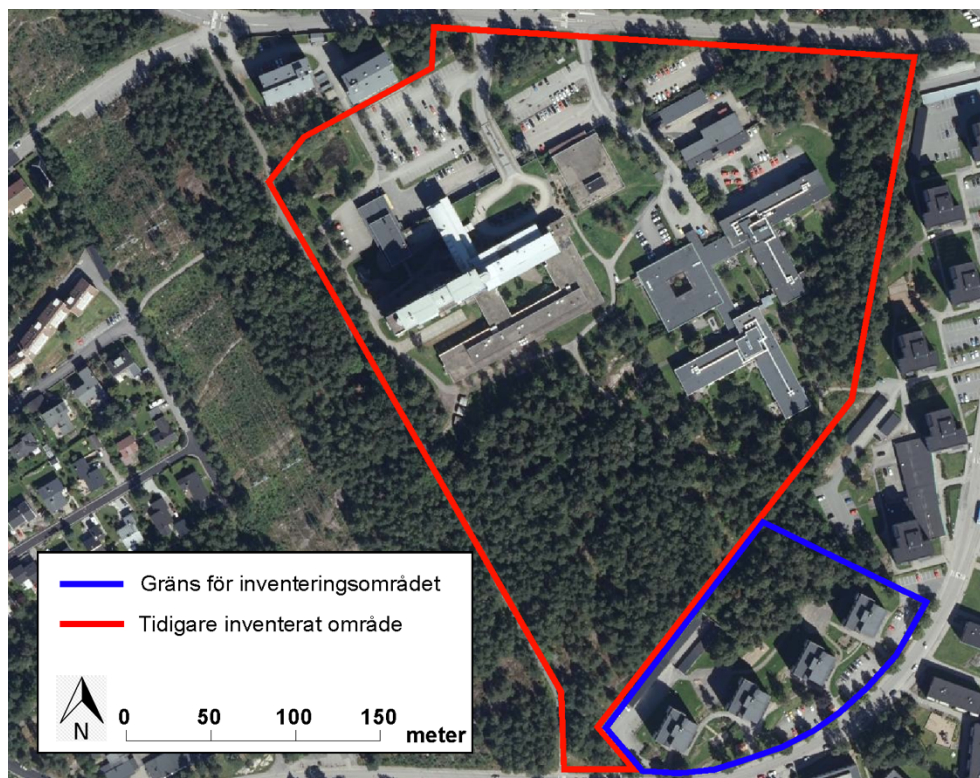 Gräns för inventeringsområdet
Tidigare inventerat område
N
0 50 100 150
meter